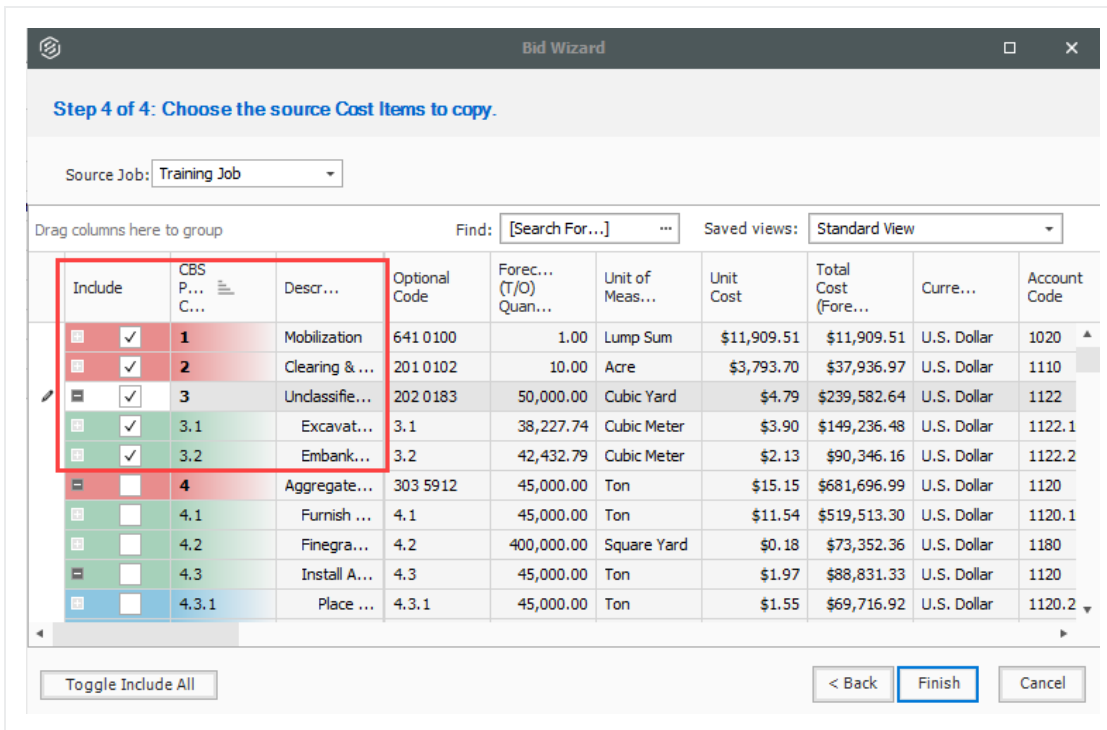 Bid Wizard
Step 4 of 4: Choose the source Cost Items to copy.
Source Job: Training Job
Drag columns here to group Find: [Search For...] ... Saved views: Standard View
Include CBS P... C... Descr... Optional Code Forec... (T/O) Quan... Unit of Meas... Unit Cost Total Cost (Fore... Curre... Account Code
1 Mobilization 641 0100 1.00 Lump Sum $11,909.51 $11,909.51 U.S. Dollar 1020
2 Clearing & ... 201 0102 10.00 Acre $3,793.70 $37,936.97 U.S. Dollar 1110
3 Unclassifie... 202 0183 50,000.00 Cubic Yard $4.79 $239,582.64 U.S. Dollar 1122
3.1 Excavat... 3.1 38,227.74 Cubic Meter $3.90 $149,236.48 U.S. Dollar 1122.1
3.2 Embank... 3.2 42,432.79 Cubic Meter $2.13 $90,346.16 U.S. Dollar 1122.2
4 Aggregate... 303 5912 45,000.00 Ton $15.15 $681,696.99 U.S. Dollar 1120
4.1 Furnish ... 4.1 45,000.00 Ton $11.54 $519,513.30 U.S. Dollar 1120.1
4.2 Finegra... 4.2 400,000.00 Square Yard $0.18 $73,352.36 U.S. Dollar 1180
4.3 Install A... 4.3 45,000.00 Ton $1.97 $88,831.33 U.S. Dollar 1120
4.3.1 Place ... 4.3.1 45,000.00 Ton $1.55 $69,716.92 U.S. Dollar 1120.2
Toggle Include All < Back Finish Cancel